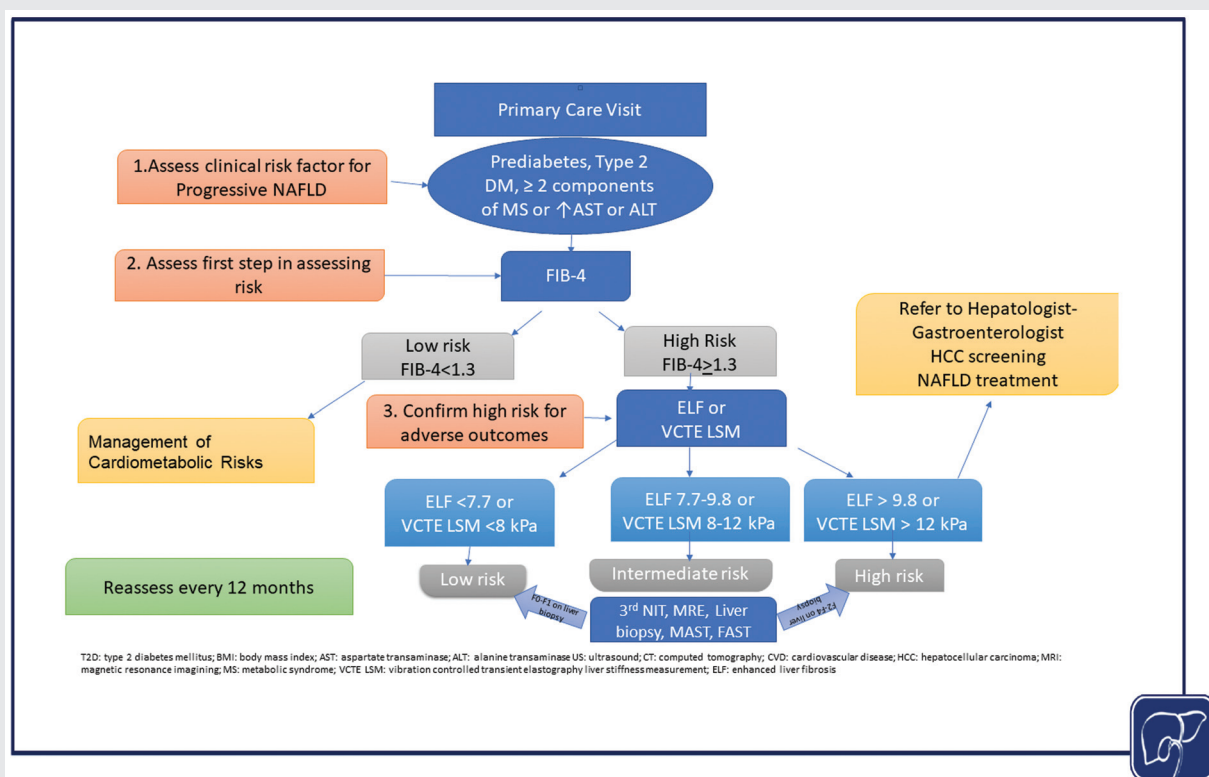 Primary Care Visit
1.Assess clinical risk factor for
Progressive NAFLD
Prediabetes, Type 2
DM, ≥ 2 components
of MS or ↑AST or ALT
2. Assess first step in assessing
risk
FIB-4
Refer to Hepatologist-
Gastroenterologist
HCC screening
NAFLD treatment
Low risk
FIB-4<1.3
High Risk
FIB-4≥1.3
3. Confirm high risk for
adverse outcomes
ELF or
VCTE LSM
Management of
Cardiometabolic Risks
ELF <7.7 or
VCTE LSM <8 kPa
ELF 7.7-9.8 or
VCTE LSM 8-12 kPa
ELF > 9.8 or
VCTE LSM > 12 kPa
Reassess every 12 months
Low risk
Intermediate risk
High risk
F0-F1 on liver
biopsy
3rd NIT, MRE, Liver
biopsy, MAST, FAST
F2-F4 on liver
biopsy
T2D: type 2 diabetes mellitus; BMI: body mass index; AST: aspartate transaminase; ALT: alanine transaminase US: ultrasound; CT: computed tomography; CVD: cardiovascular disease; HCC: hepatocellular carcinoma; MRI:
magnetic resonance imagining; MS: metabolic syndrome; VCTE LSM: vibration controlled transient elastography liver stiffness measurement; ELF: enhanced liver fibrosis